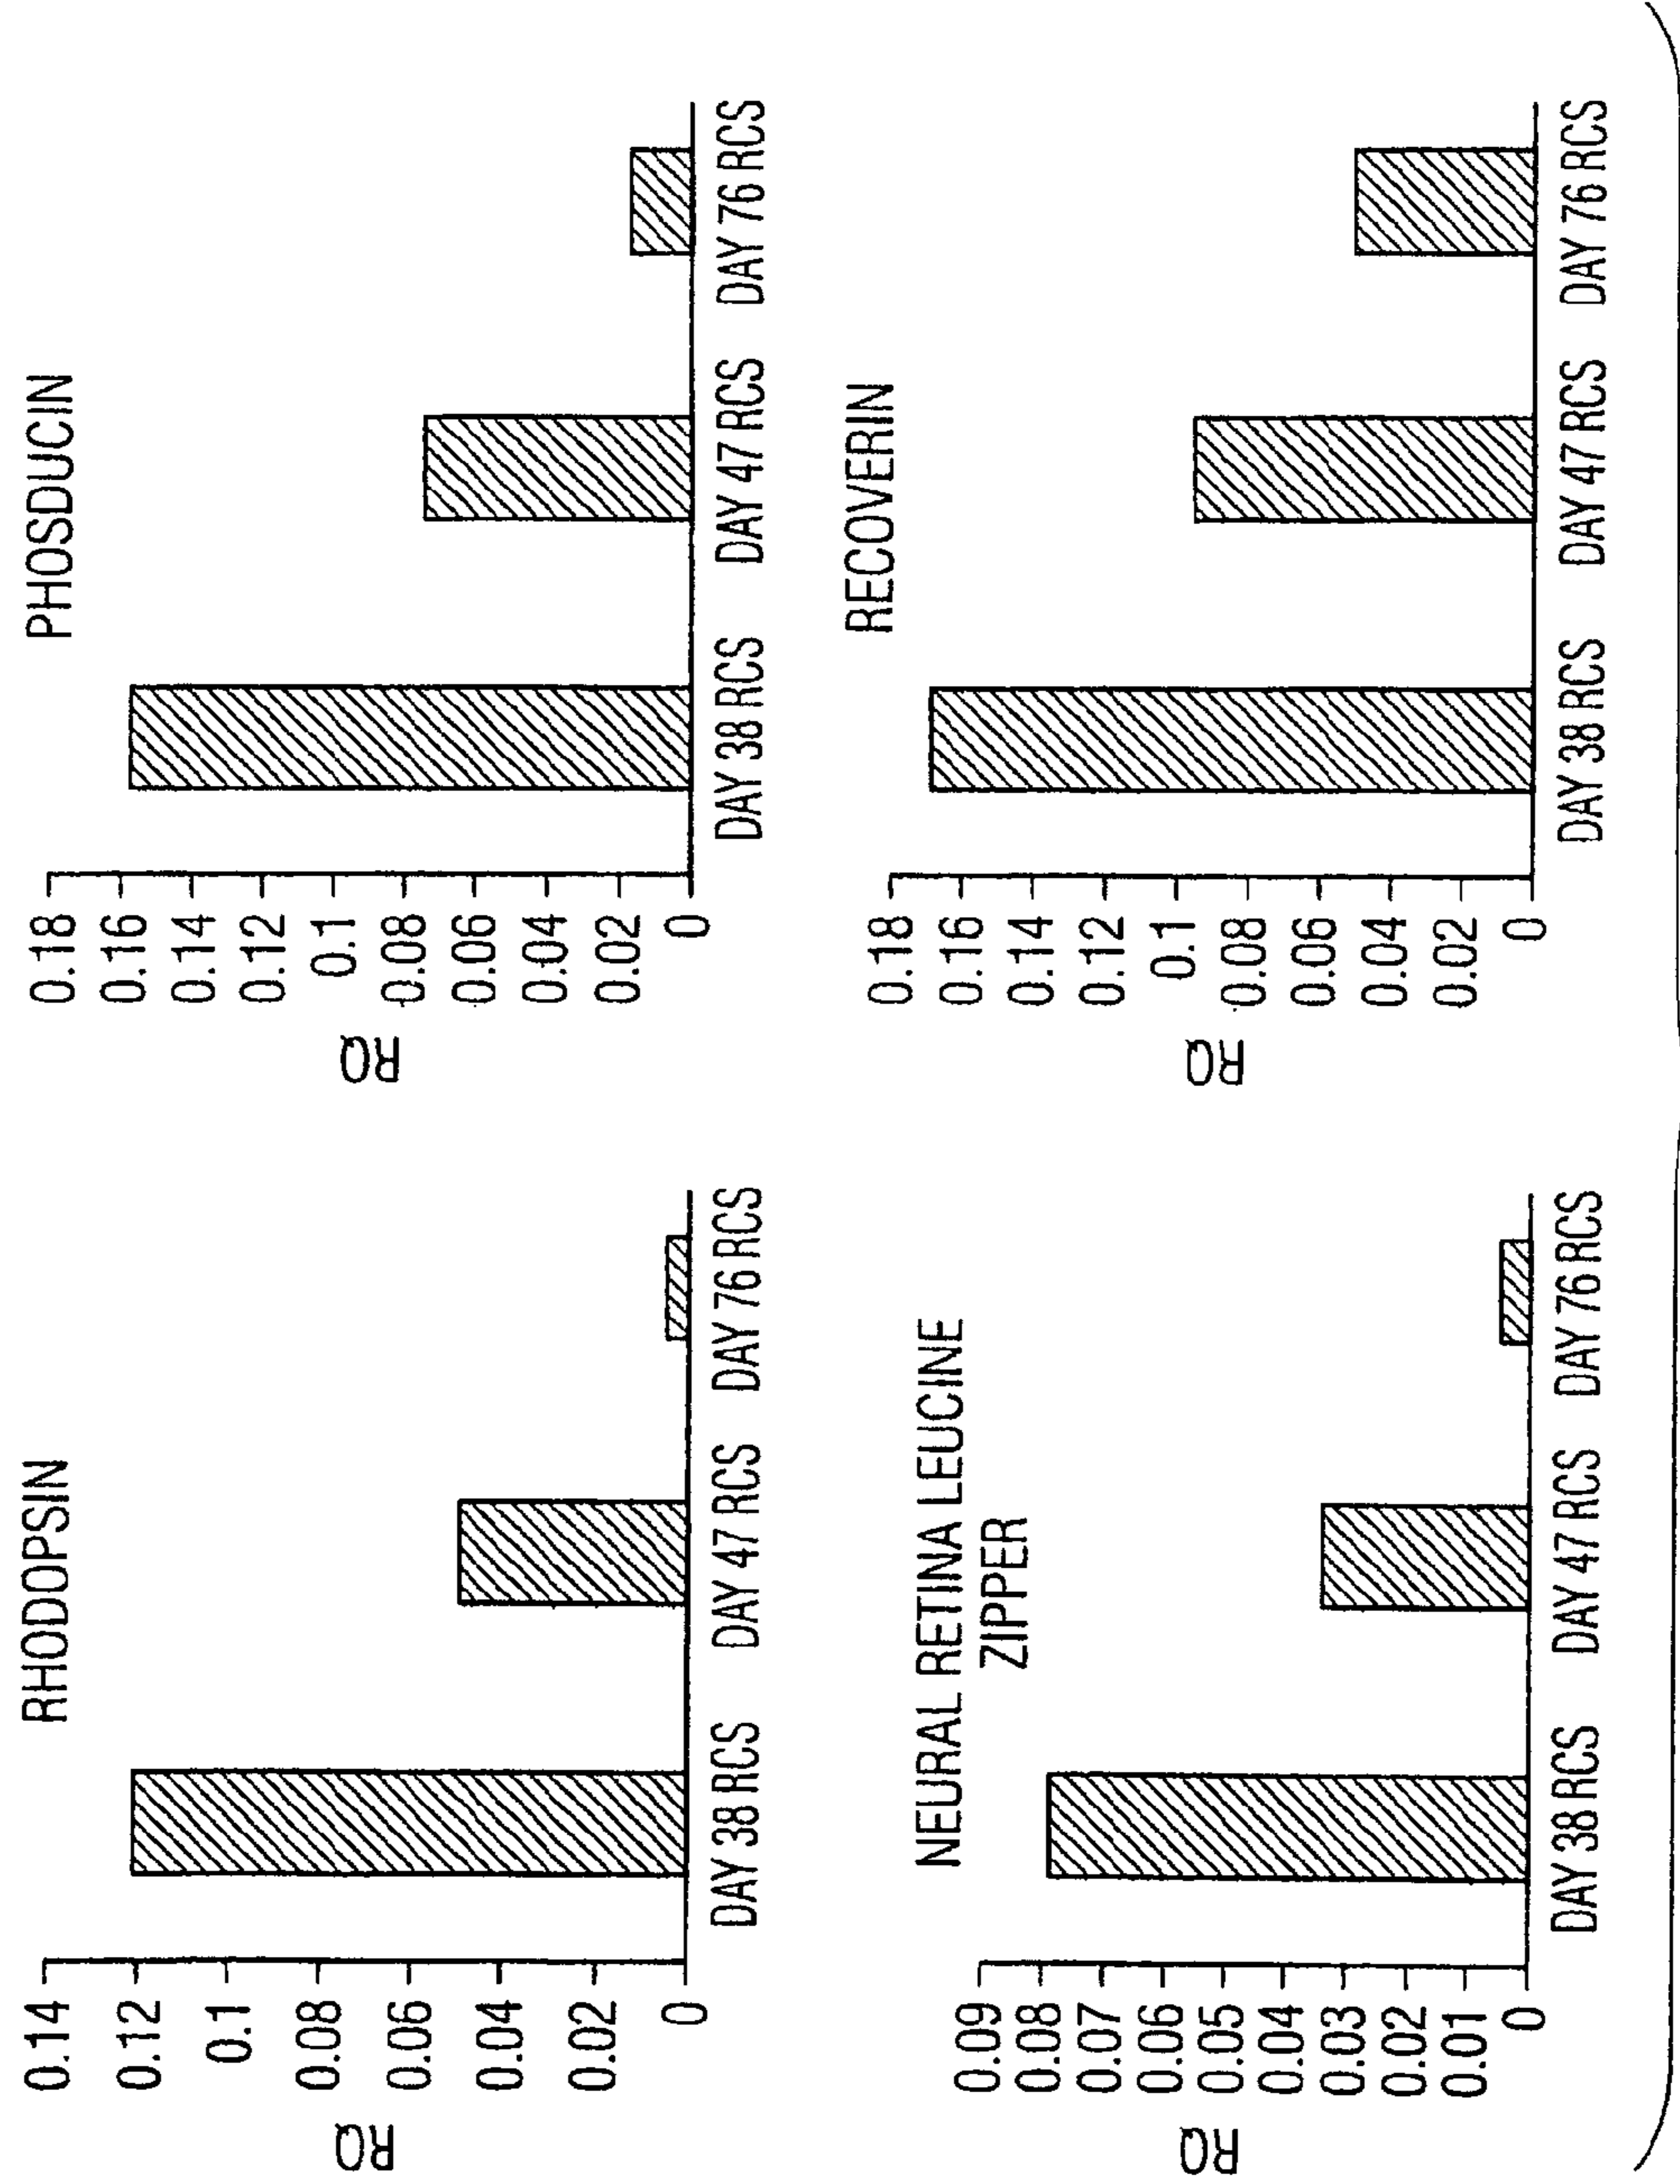 RHODOPSIN
RQ
0.14
0.12
0.1
0.08
0.06
0.04
0.02
0
DAY 38 RCS DAY 47 RCS DAY 76 RCS
PHOSDUCIN
RQ
0.18
0.16
0.14
0.12
0.1
0.08
0.06
0.04
0.02
0
DAY 38 RCS DAY 47 RCS DAY 76 RCS
NEURAL RETINA LEUCINE
ZIPPER
RQ
0.09
0.08
0.07
0.06
0.05
0.04
0.03
0.02
0.01
0
DAY 38 RCS DAY 47 RCS DAY 76 RCS
RECOVERIN
RQ
0.18
0.16
0.14
0.12
0.1
0.08
0.06
0.04
0.02
0
DAY 38 RCS DAY 47 RCS DAY 76 RCS